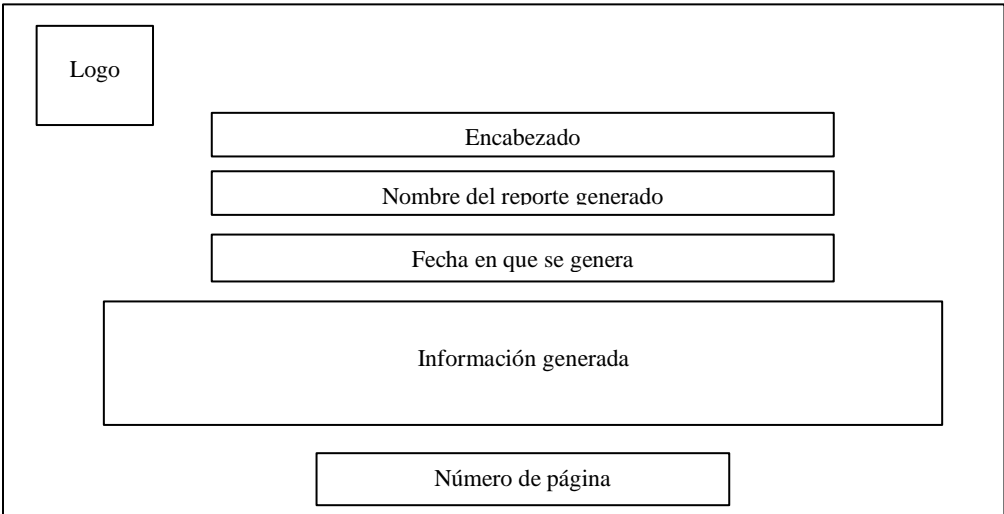 Logo
Encabezado
Nombre del reporte generado
Fecha en que se genera
Información generada
Número de página